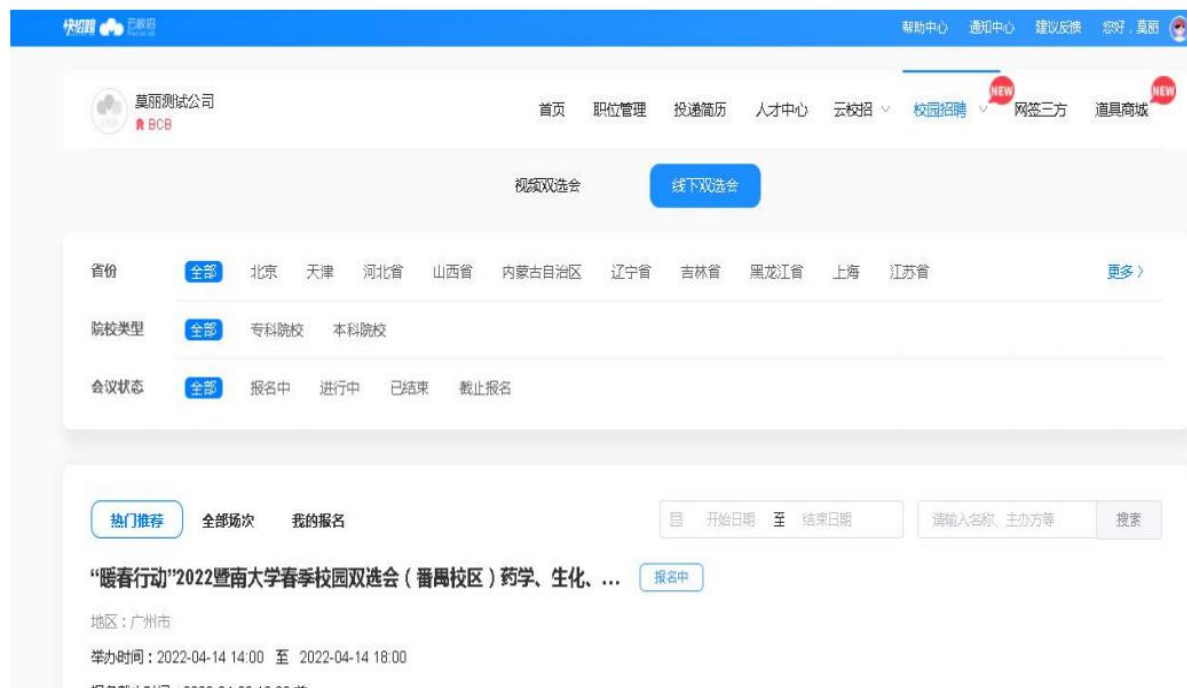 快招聘 云校招 帮助中心 通知中心 建议反馈 您好，莫丽
莫丽测试公司
BCB
首页 职位管理 投递简历 人才中心 云校招 校园招聘 NEW 网签三方 道具商城 NEW
视频双选会 线下双选会
省份 全部 北京 天津 河北省 山西省 内蒙古自治区 辽宁省 吉林省 黑龙江省 上海 江苏省 更多
院校类型 全部 专科院校 本科院校
会议状态 全部 报名中 进行中 已结束 截止报名
热门推荐 全部场次 我的报名 开始日期 至 结束日期 请输入名称、主办方等 搜索
“暖春行动”2022暨南大学春季校园双选会（番禺校区）药学、生化、... 报名中
地区：广州市
举办时间：2022-04-14 14:00 至 2022-04-14 18:00